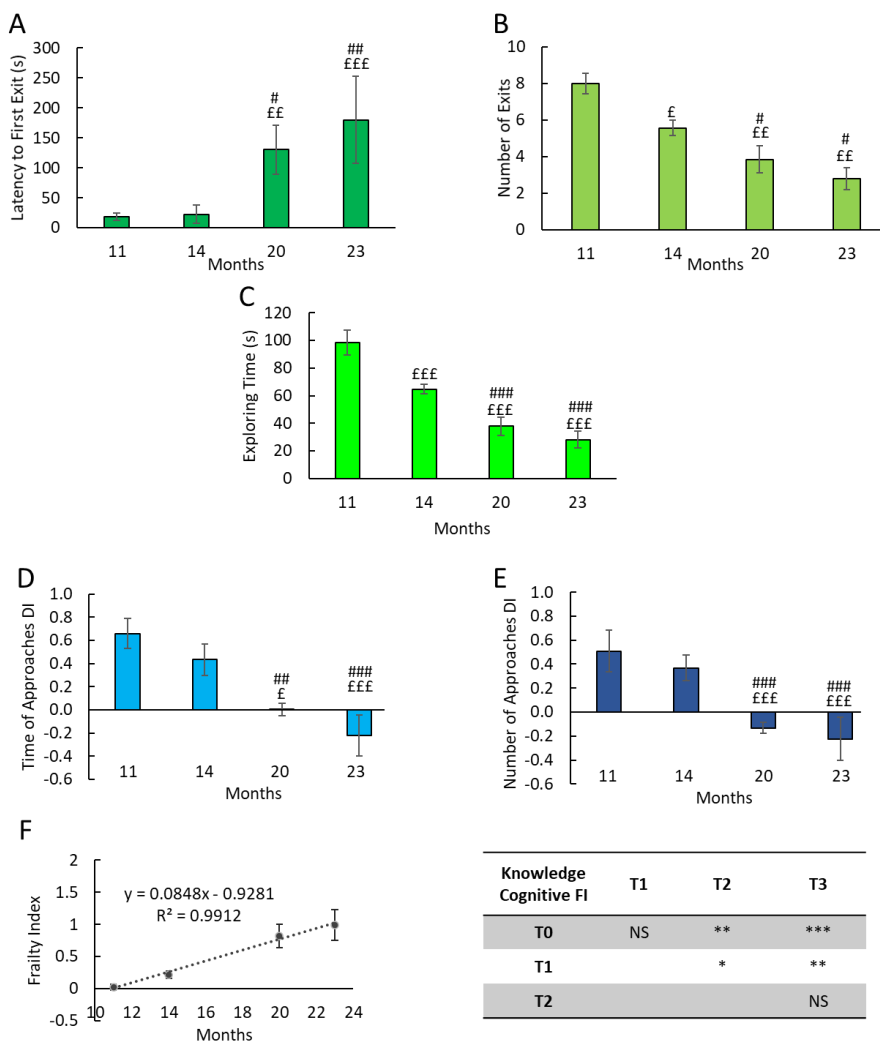 A
Latency to First Exit (s)
300
250
200
150
100
50
0
#
££
##
£££
11 14 20 23
Months
B
Number of Exits
8
6
4
2
0
£
#
££
#
££
11 14 20 23
Months
C
Exploring Time (s)
120
100
80
60
40
20
0
£££
###
£££
###
£££
11 14 20 23
Months
D
Time of Approaches DI
1.0
0.8
0.6
0.4
0.2
0.0
-0.2
-0.4
-0.6
##
£
###
£££
11 14 20 23
Months
E
Number of Approaches DI
1.0
0.8
0.6
0.4
0.2
0.0
-0.2
-0.4
-0.6
###
£££
###
£££
11 14 20 23
Months
F
Frailty Index
2
1.5
1
0.5
0
-0.5
y = 0.0848x - 0.9281
R² = 0.9912
10 12 14 16 18 20 22 24
Months
Knowledge
Cognitive FI T1 T2 T3
T0 NS ** ***
T1 * **
T2 NS